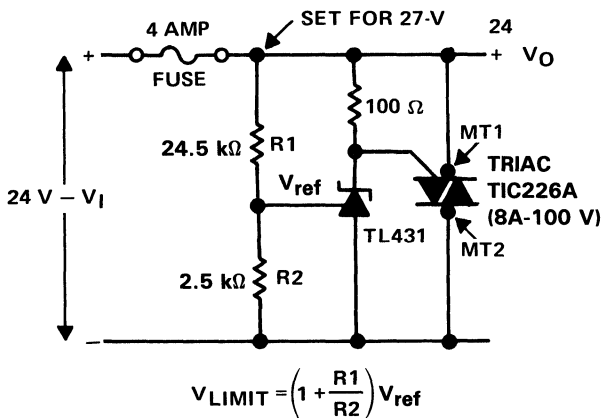 4 AMP
FUSE
SET FOR 27-V
24
+
+ VO
100 Ω
MT1
24.5 kΩ R1
TRIAC
TIC226A
(8A-100 V)
Vref
24 V – VI
TL431
MT2
2.5 kΩ R2
–
VLIMIT = (1 + R1/R2) Vref